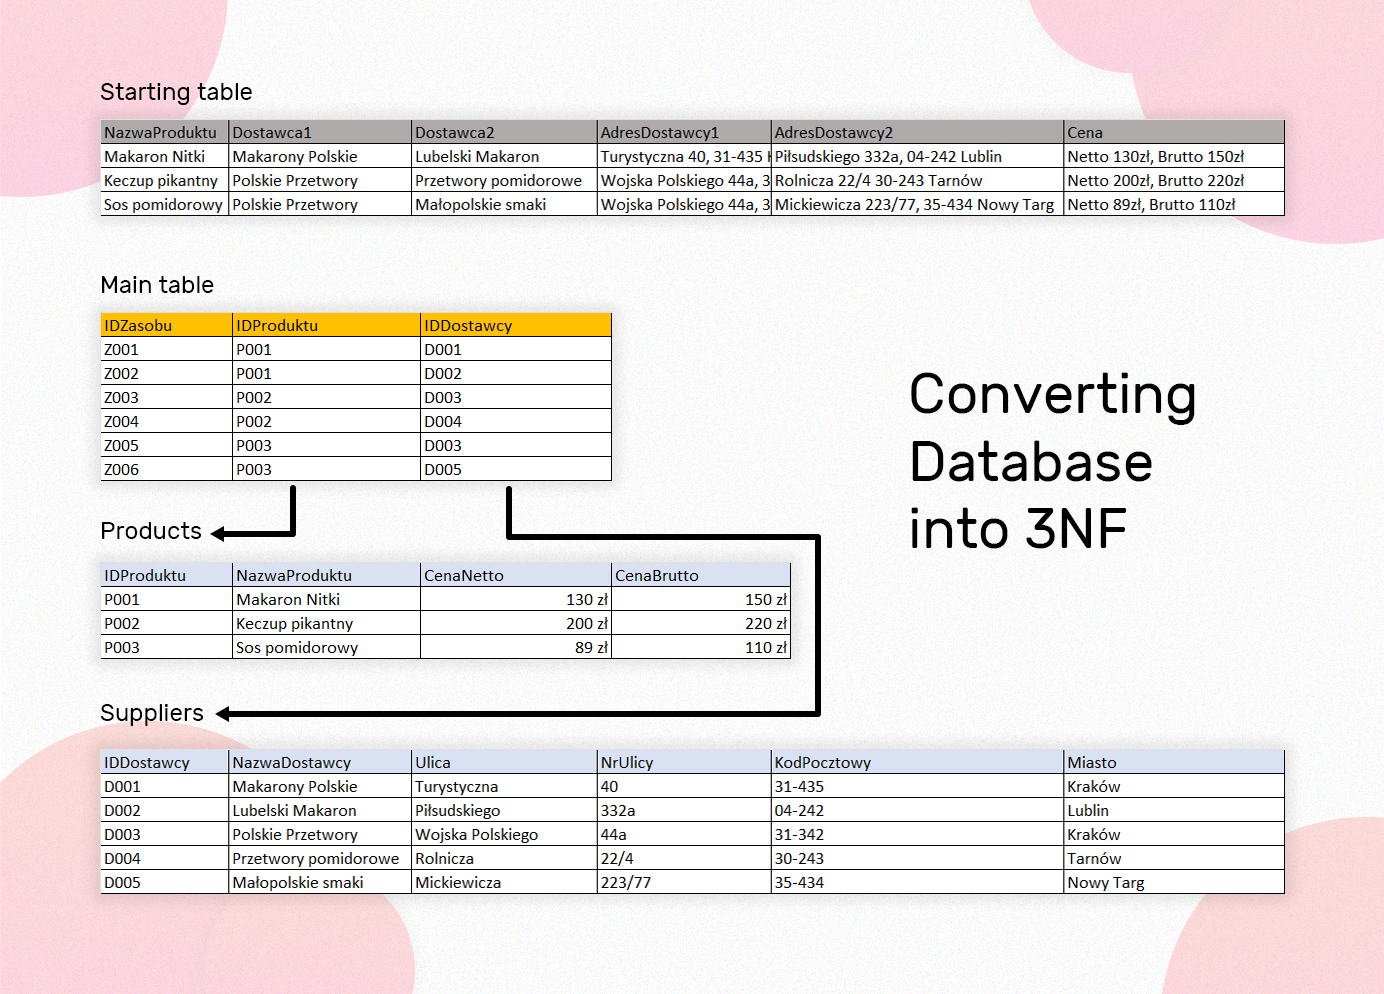 Starting table
NazwaProduktu Dostawca1 Dostawca2 AdresDostawcy1 AdresDostawcy2 Cena
Makaron Nitki Makarony Polskie Lubelski Makaron Turystyczna 40, 31-435 Piłsudskiego 332a, 04-242 Lublin Netto 130zł, Brutto 150zł
Keczup pikantny Polskie Przetwory Przetwory pomidorowe Wojska Polskiego 44a, 3 Rolnicza 22/4 30-243 Tarnów Netto 200zł, Brutto 220zł
Sos pomidorowy Polskie Przetwory Małopolskie smaki Wojska Polskiego 44a, 3 Mickiewicza 223/77, 35-434 Nowy Targ Netto 89zł, Brutto 110zł
Main table
IDZasobu IDProduktu IDDostawcy
Z001 P001 D001
Z002 P001 D002
Z003 P002 D003
Z004 P002 D004
Z005 P003 D003
Z006 P003 D005
Converting
Database
into 3NF
Products
IDProduktu NazwaProduktu CenaNetto CenaBrutto
P001 Makaron Nitki 130 zł 150 zł
P002 Keczup pikantny 200 zł 220 zł
P003 Sos pomidorowy 89 zł 110 zł
Suppliers
IDDostawcy NazwaDostawcy Ulica NrUlicy KodPocztowy Miasto
D001 Makarony Polskie Turystyczna 40 31-435 Kraków
D002 Lubelski Makaron Piłsudskiego 332a 04-242 Lublin
D003 Polskie Przetwory Wojska Polskiego 44a 31-342 Kraków
D004 Przetwory pomidorowe Rolnicza 22/4 30-243 Tarnów
D005 Małopolskie smaki Mickiewicza 223/77 35-434 Nowy Targ